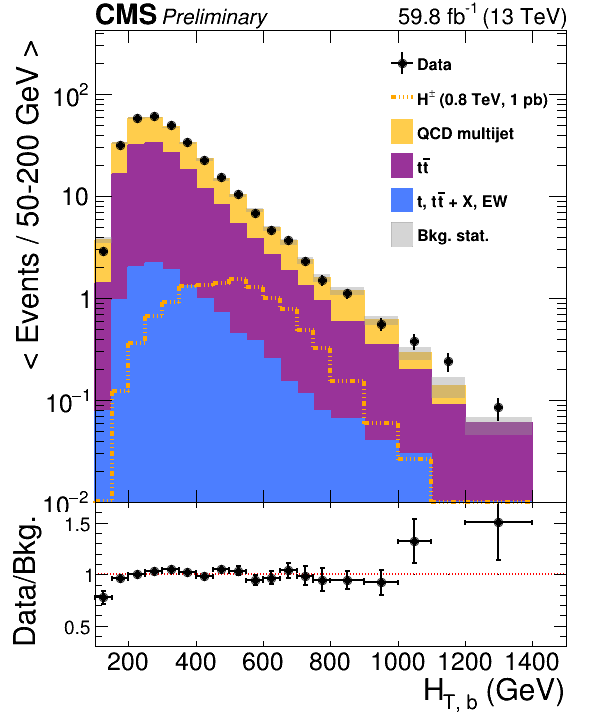 CMS Preliminary 59.8 fb⁻¹ (13 TeV)
< Events / 50-200 GeV >
10²
10
1
10⁻¹
10⁻²
Data
H± (0.8 TeV, 1 pb)
QCD multijet
tt̄
t, tt̄ + X, EW
Bkg. stat.
Data/Bkg.
1.5
1
0.5
200 400 600 800 1000 1200 1400
H_T, b (GeV)